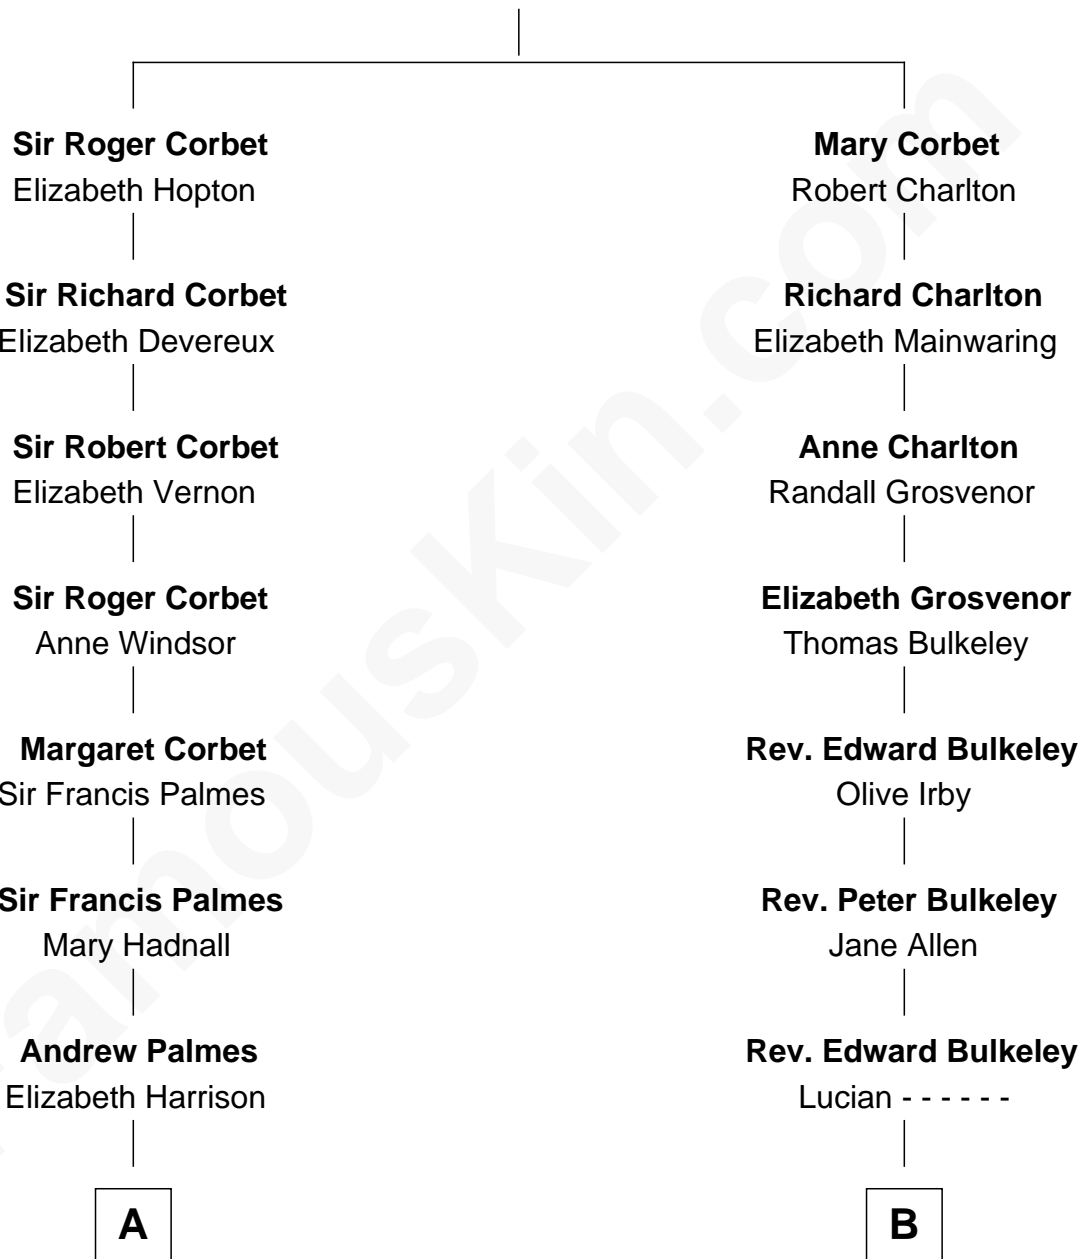 Sir Roger Corbet
Elizabeth Hopton
Mary Corbet
Robert Charlton
Sir Richard Corbet
Elizabeth Devereux
Richard Charlton
Elizabeth Mainwaring
Sir Robert Corbet
Elizabeth Vernon
Anne Charlton
Randall Grosvenor
Sir Roger Corbet
Anne Windsor
Elizabeth Grosvenor
Thomas Bulkeley
Margaret Corbet
Sir Francis Palmes
Rev. Edward Bulkeley
Olive Irby
Sir Francis Palmes
Mary Hadnall
Rev. Peter Bulkeley
Jane Allen
Andrew Palmes
Elizabeth Harrison
Rev. Edward Bulkeley
Lucian - - - - - -
A
B
FamousKin.com